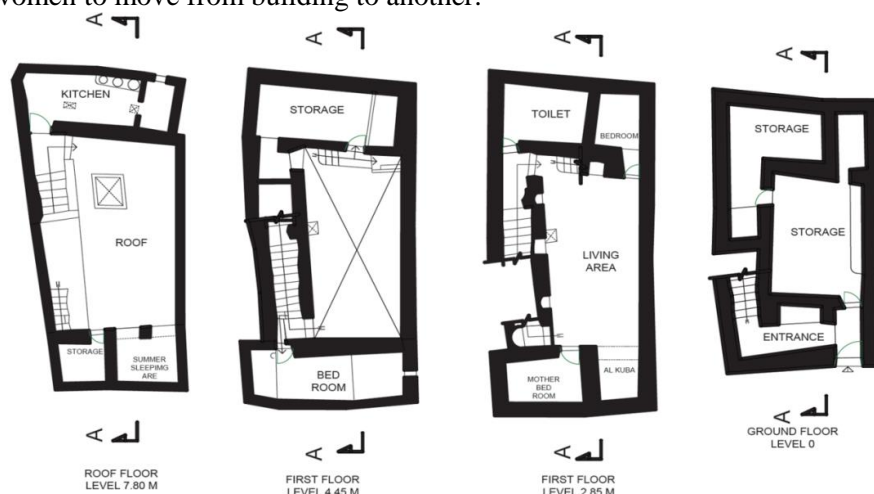 women to move from building to another.
A
A
A
A
KITCHEN
ROOF
STORAGE
SUMMER
SLEEPIMG
ARE
A
ROOF FLOOR
LEVEL 7.80 M
STORAGE
BED
ROOM
A
FIRST FLOOR
LEVEL 4.45 M
TOILET
BEDROOM
LIVING
AREA
MOTHER
BED
ROOM
AL KUBA
A
FIRST FLOOR
LEVEL 2.85 M
STORAGE
STORAGE
ENTRANCE
A
GROUND FLOOR
LEVEL 0